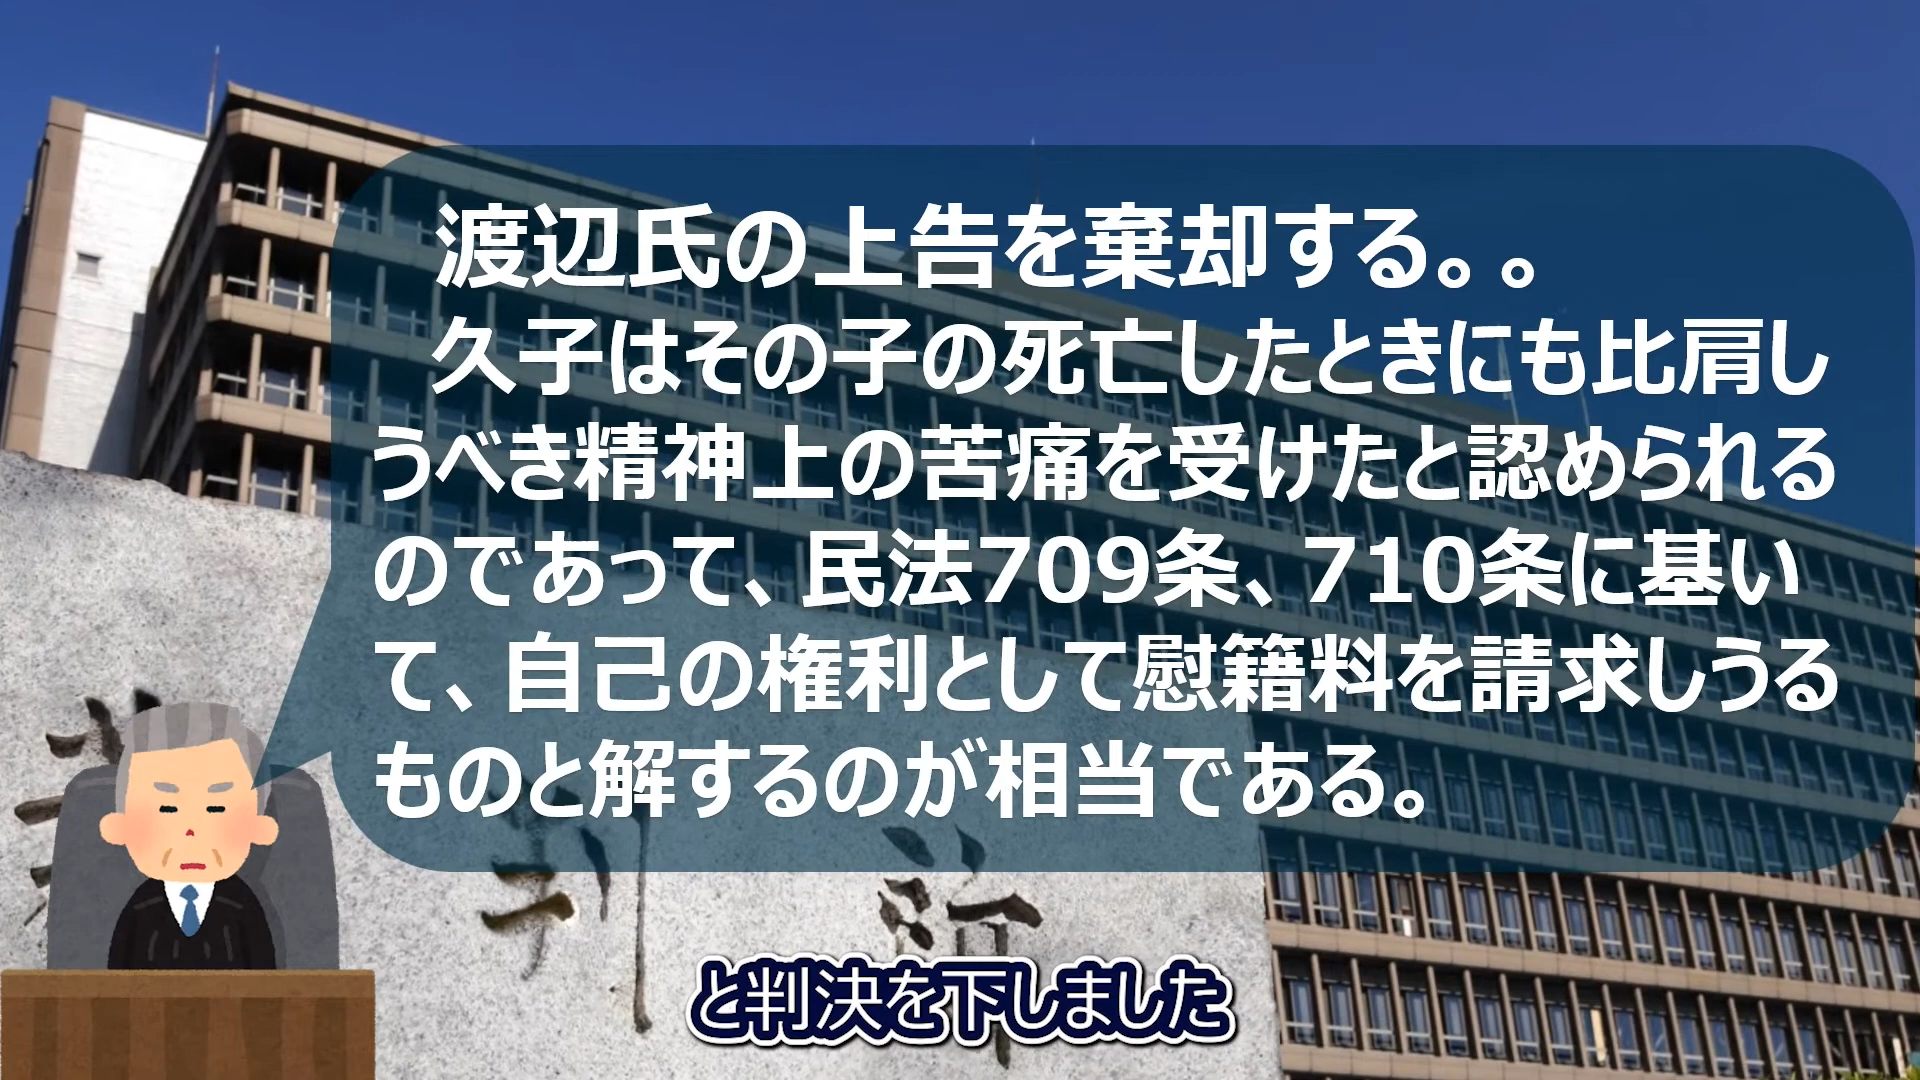 渡辺氏の上告を棄却する。。
久子はその子の死亡したときにも比肩し
うべき精神上の苦痛を受けたと認められる
のであって、民法709条、710条に基い
て、自己の権利として慰籍料を請求しうる
ものと解するのが相当である。
と判決を下しました